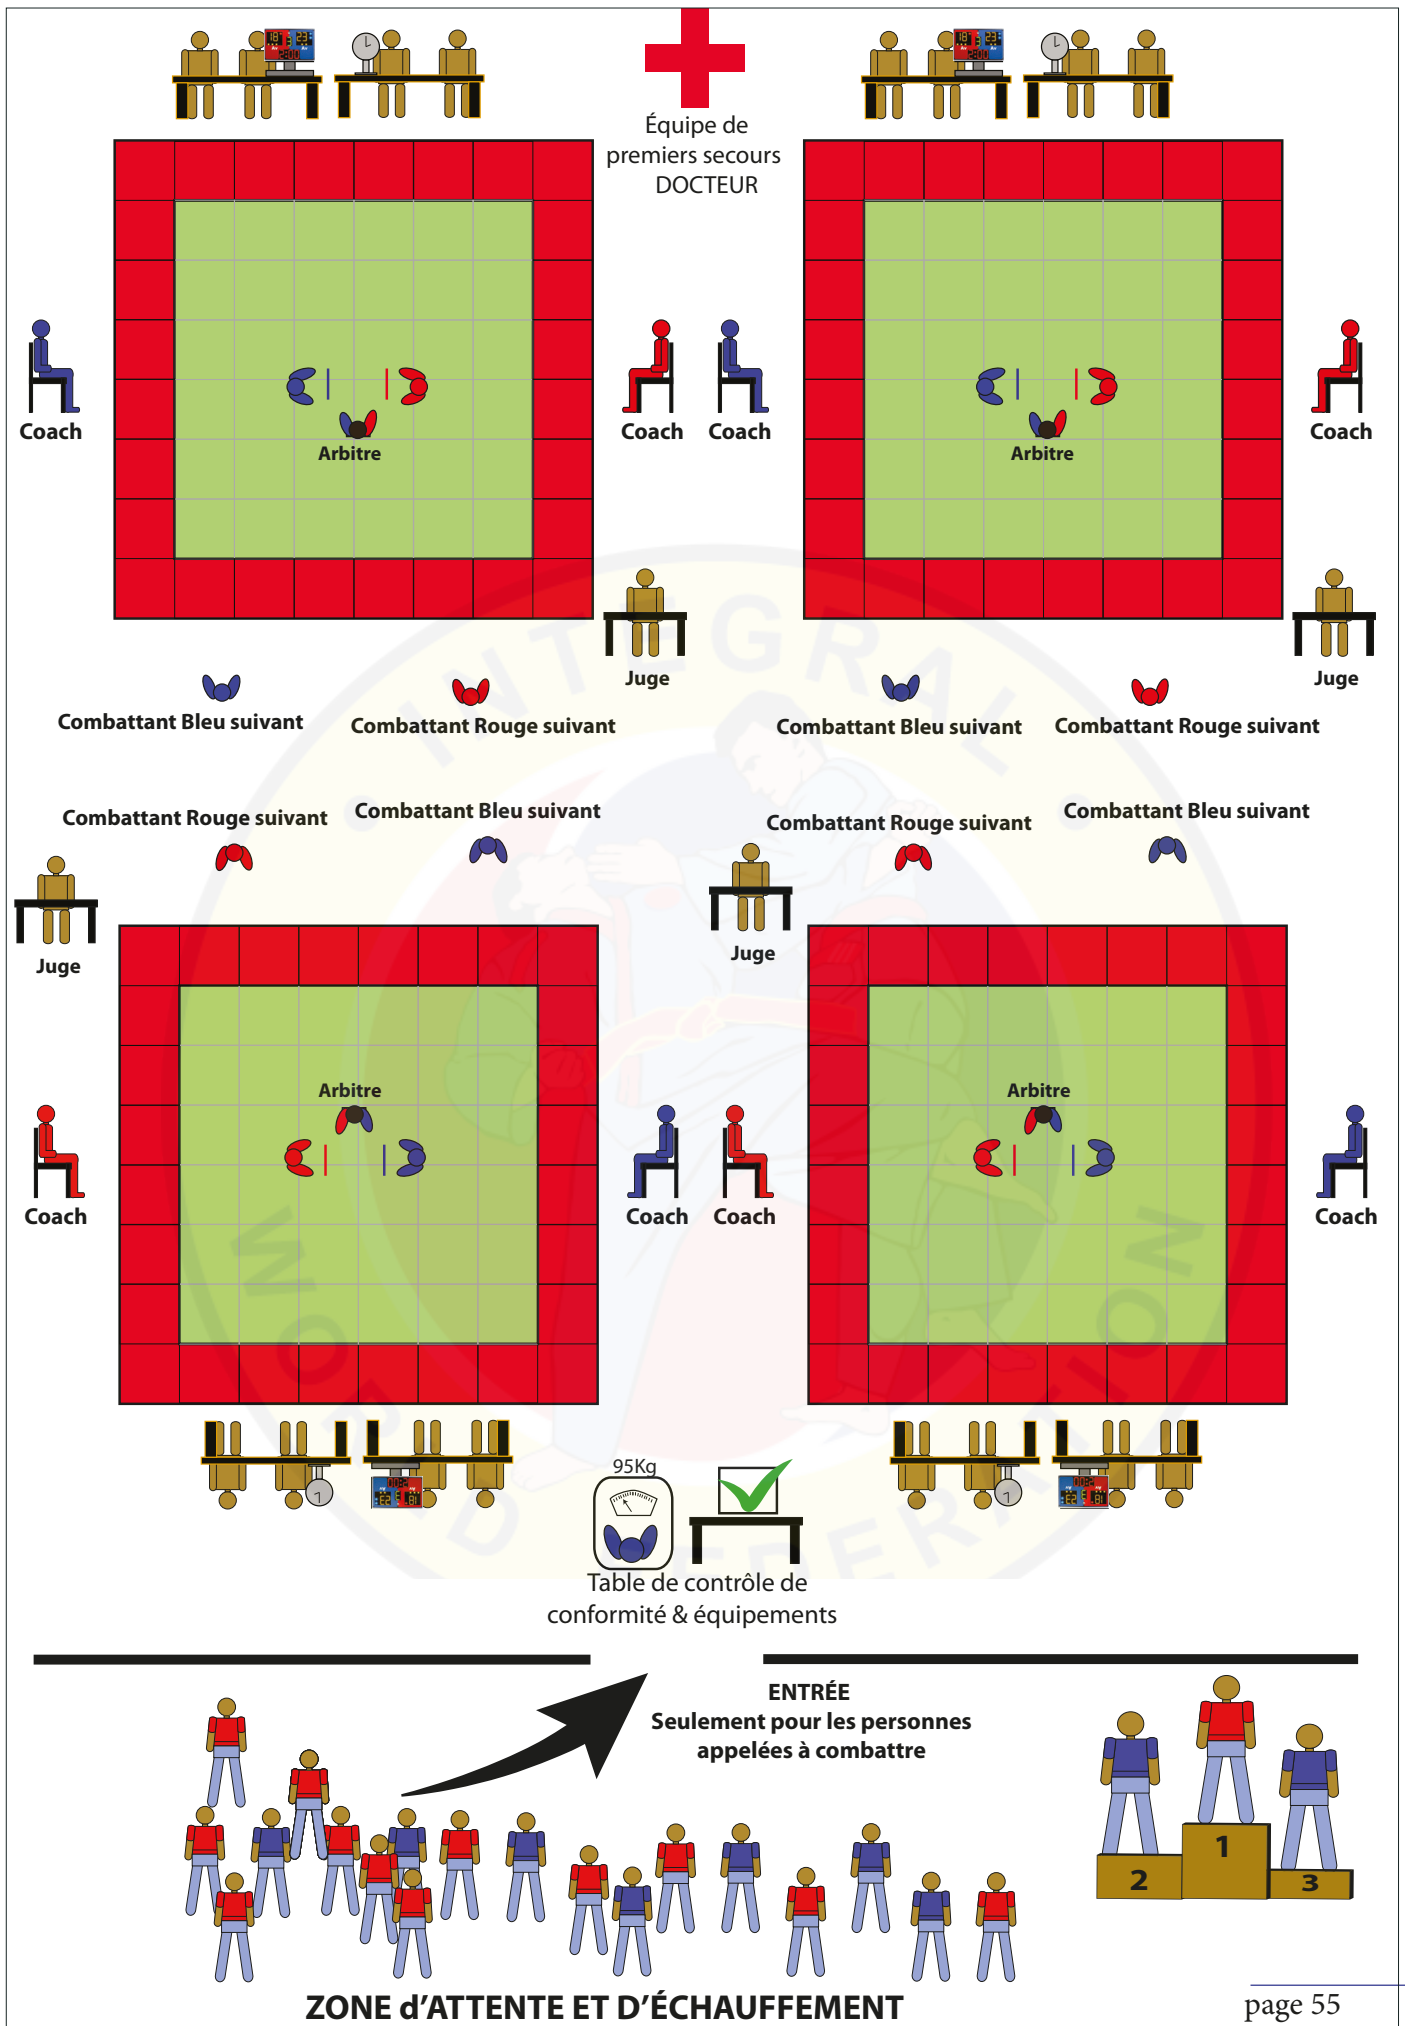 Équipe de
premiers secours
DOCTEUR
Coach
Coach
Coach
Coach
Arbitre
Arbitre
Juge
Juge
Combattant Bleu suivant
Combattant Rouge suivant
Combattant Bleu suivant
Combattant Rouge suivant
Combattant Rouge suivant
Combattant Bleu suivant
Combattant Rouge suivant
Combattant Bleu suivant
Juge
Juge
Arbitre
Arbitre
Coach
Coach
Coach
Coach
INTEGRAL
WORLD FEDERATION
95Kg
Table de contrôle de
conformité & équipements
ENTRÉE
Seulement pour les personnes
appelées à combattre
1
2
3
ZONE d'ATTENTE ET D'ÉCHAUFFEMENT
page 55